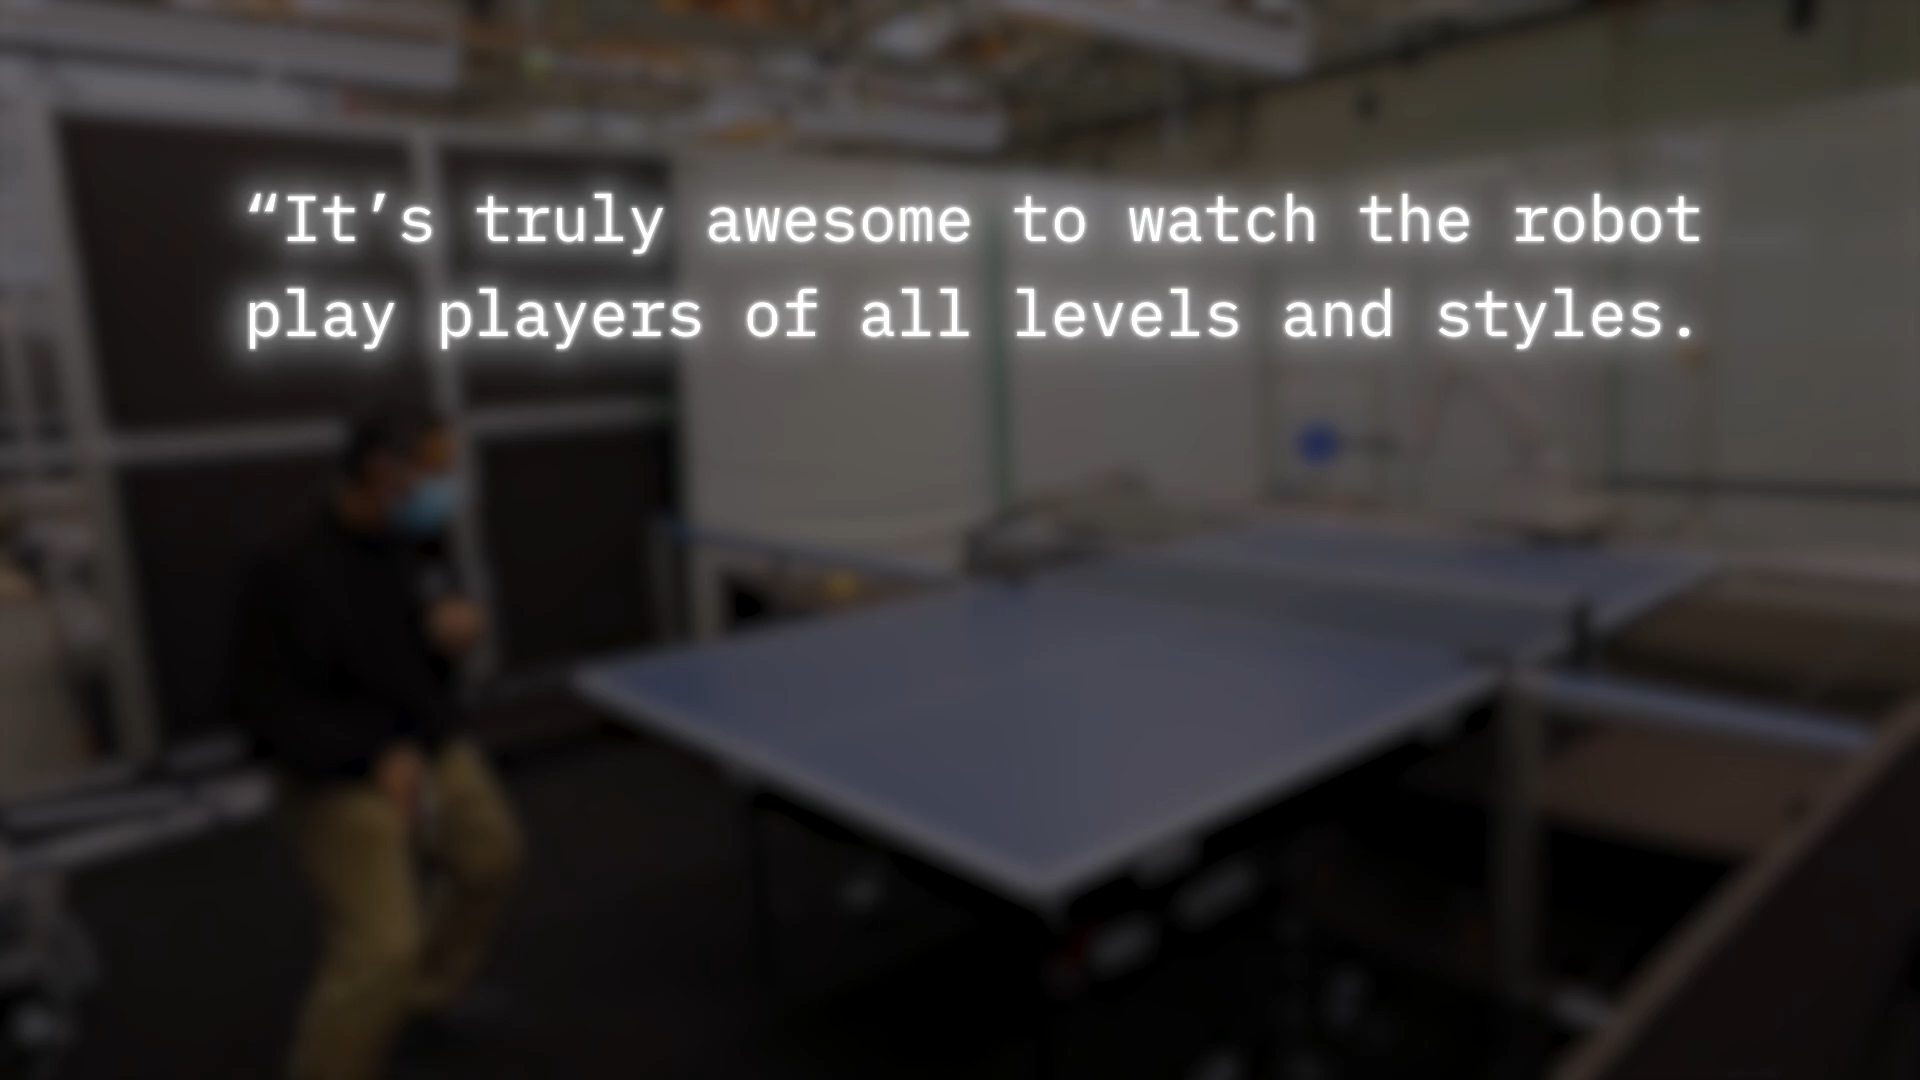 “It’s truly awesome to watch the robot
play players of all levels and styles.